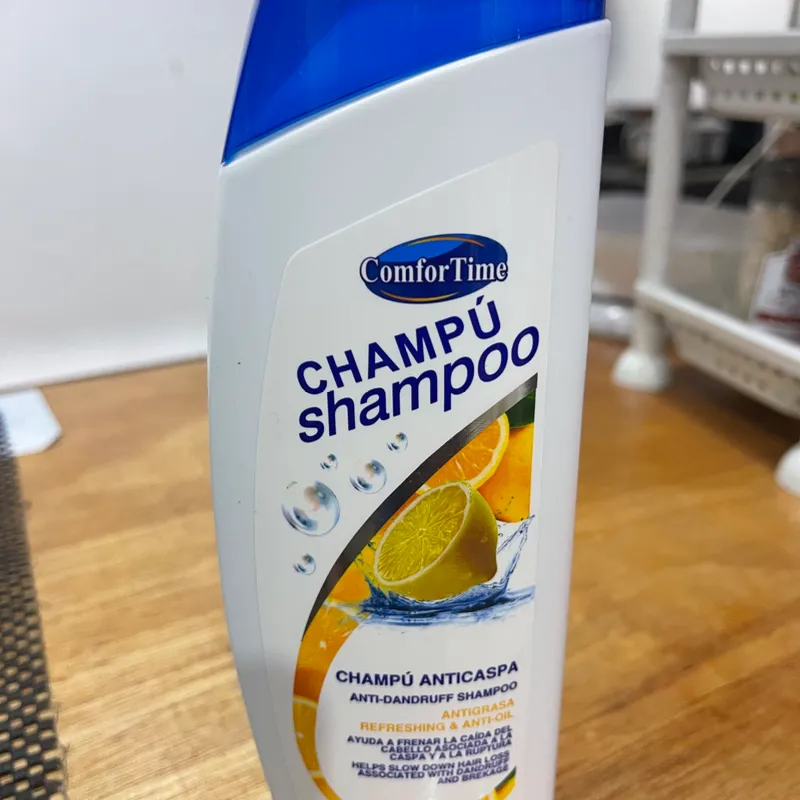 ComforTime
CHAMPÚ
shampoo
CHAMPÚ ANTICASPA
ANTI-DANDRUFF SHAMPOO
ANTIGRASA
REFRESHING & ANTI-OIL
AYUDA A FRENAR LA CAÍDA DEL
CABELLO ASOCIADA A LA
CASPA Y A LA RUPTURA
HELPS SLOW DOWN HAIR LOSS
ASSOCIATED WITH DANDRUFF
AND BREKAGE